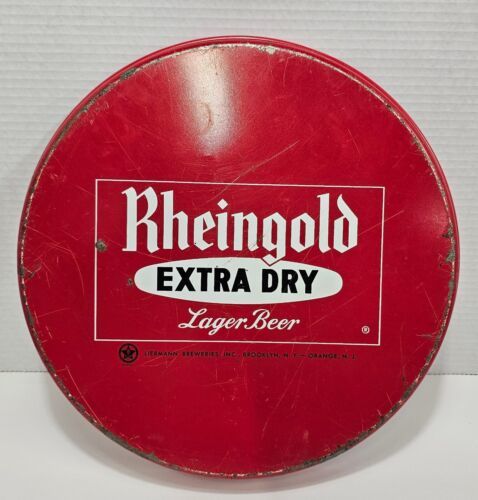 Rheingold
EXTRA DRY
Lager Beer
®
LIEBMANN BREWERIES, INC., BROOKLYN, N. Y. — ORANGE, N. J.